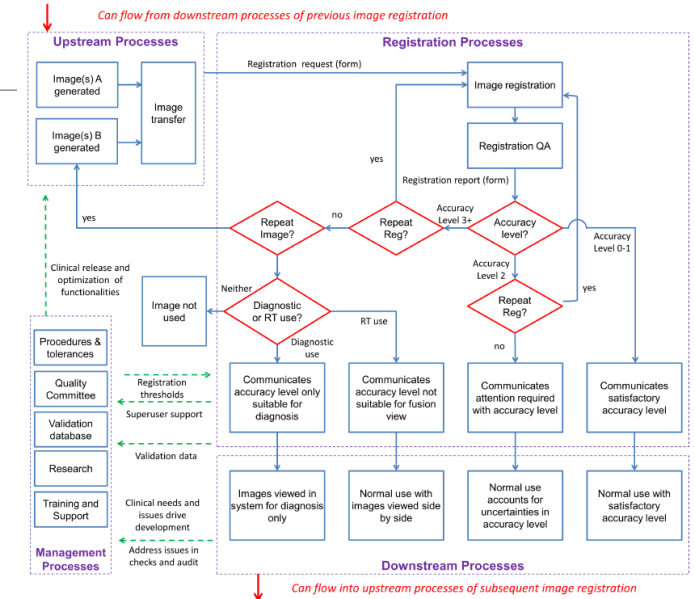 Can flow from downstream processes of previous image registration
Upstream Processes
Registration Processes
Image(s) A
generated
Image
transfer
Image(s) B
generated
Registration request (form)
Image registration
Registration QA
yes
Registration report (form)
yes
Repeat
Image?
no
Repeat
Reg?
Accuracy
Level 3+
Accuracy
level?
Accuracy
Level 0-1
Accuracy
Level 2
Clinical release and
optimization of
functionalities
Image not
used
Neither
Diagnostic
or RT use?
RT use
Repeat
Reg?
yes
Diagnostic
use
no
Procedures &
tolerances
Quality
Committee
Validation
database
Research
Training and
Support
Management
Processes
Registration
thresholds
Superuser support
Validation data
Clinical needs and
issues drive
development
Address issues in
checks and audit
Communicates
accuracy level only
suitable for
diagnosis
Communicates
accuracy level not
suitable for fusion
view
Communicates
attention required
with accuracy level
Communicates
satisfactory
accuracy level
Images viewed in
system for diagnosis
only
Normal use with
images viewed side
by side
Normal use
accounts for
uncertainties in
accuracy level
Normal use with
satisfactory
accuracy level
Downstream Processes
Can flow into upstream processes of subsequent image registration